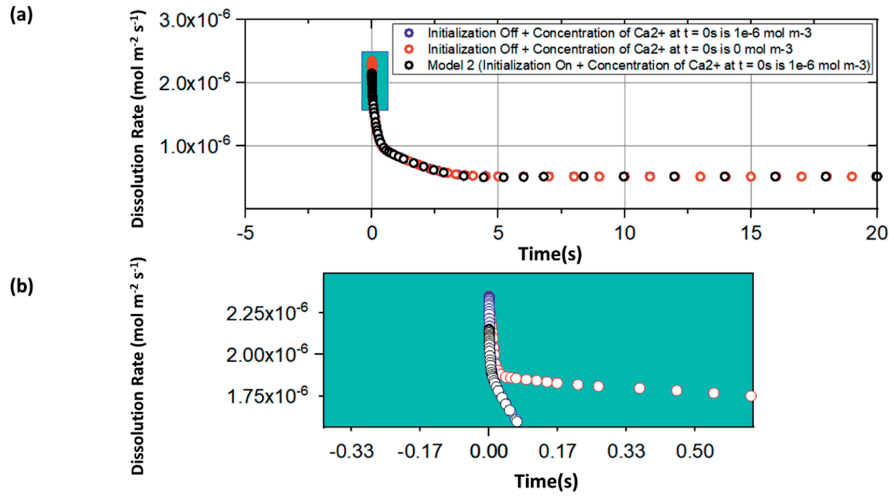 (a)
Dissolution Rate (mol m-2 s-1)
3.0x10-6
2.0x10-6
1.0x10-6
Initialization Off + Concentration of Ca2+ at t = 0s is 1e-6 mol m-3
Initialization Off + Concentration of Ca2+ at t = 0s is 0 mol m-3
Model 2 (Initialization On + Concentration of Ca2+ at t = 0s is 1e-6 mol m-3)
-5 0 5 10 15 20
Time(s)
(b)
Dissolution Rate (mol m-2 s-1)
2.25x10-6
2.00x10-6
1.75x10-6
-0.33 -0.17 0.00 0.17 0.33 0.50
Time(s)